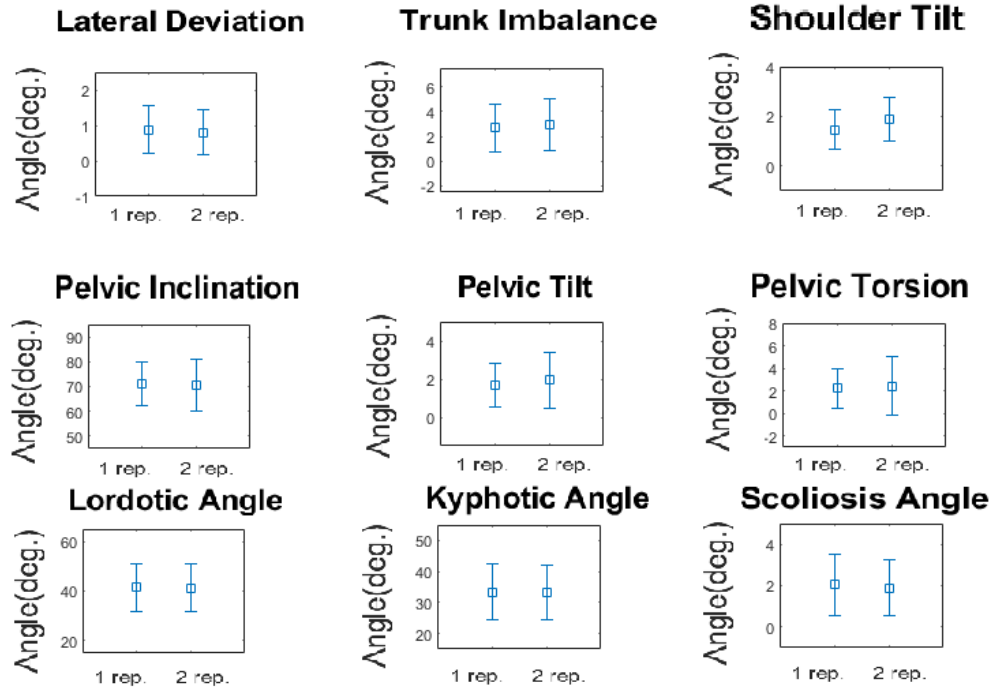 Lateral Deviation
Trunk Imbalance
Shoulder Tilt
Angle(deg.)
2
1
0
-1
1 rep. 2 rep.
Angle(deg.)
6
4
2
0
-2
1 rep. 2 rep.
Angle(deg.)
4
2
0
1 rep. 2 rep.
Pelvic Inclination
Pelvic Tilt
Pelvic Torsion
Angle(deg.)
90
80
70
60
50
1 rep. 2 rep.
Angle(deg.)
4
2
0
1 rep. 2 rep.
Angle(deg.)
8
6
4
2
0
-2
1 rep. 2 rep.
Lordotic Angle
Kyphotic Angle
Scoliosis Angle
Angle(deg.)
60
40
20
1 rep. 2 rep.
Angle(deg.)
50
40
30
20
1 rep. 2 rep.
Angle(deg.)
4
2
0
1 rep. 2 rep.